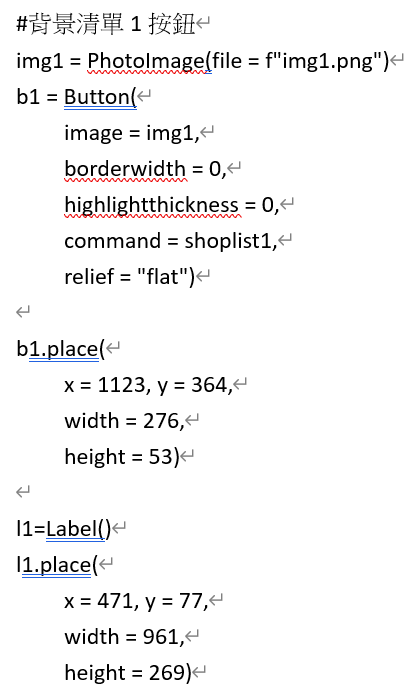 #背景清單 1 按鈕
img1 = PhotoImage(file = f"img1.png")
b1 = Button(
image = img1,
borderwidth = 0,
highlightthickness = 0,
command = shoplist1,
relief = "flat")
b1.place(
x = 1123, y = 364,
width = 276,
height = 53)
l1=Label()
l1.place(
x = 471, y = 77,
width = 961,
height = 269)